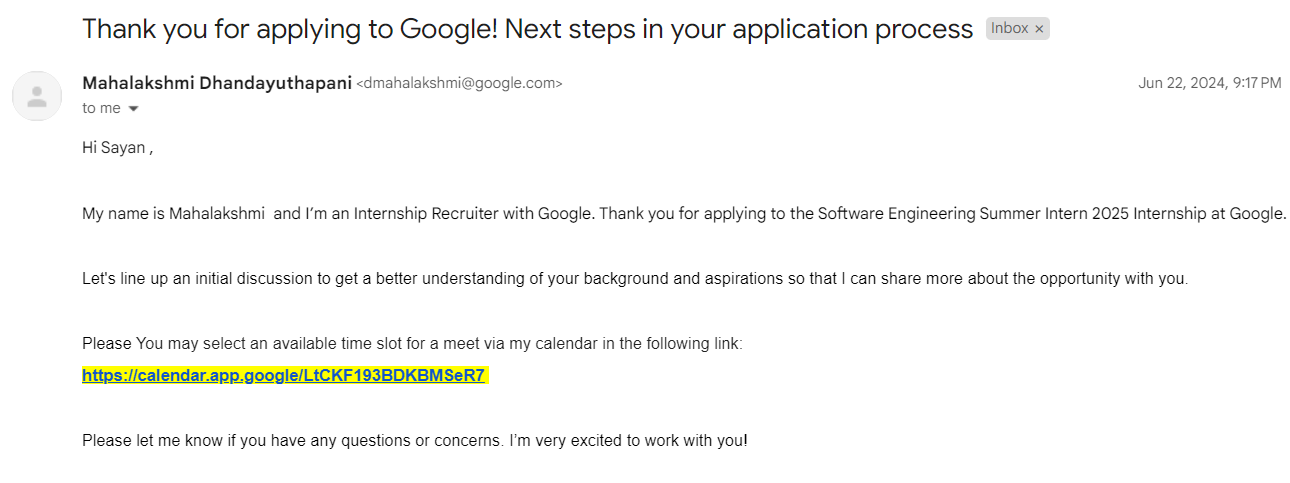 Thank you for applying to Google! Next steps in your application process Inbox ×
Mahalakshmi Dhandayuthapani <dmahalakshmi@google.com> Jun 22, 2024, 9:17 PM
to me
Hi Sayan ,
My name is Mahalakshmi  and I’m an Internship Recruiter with Google. Thank you for applying to the Software Engineering Summer Intern 2025 Internship at Google.
Let's line up an initial discussion to get a better understanding of your background and aspirations so that I can share more about the opportunity with you.
Please You may select an available time slot for a meet via my calendar in the following link:
https://calendar.app.google/LtCKF193BDKBMSeR7
Please let me know if you have any questions or concerns. I’m very excited to work with you!